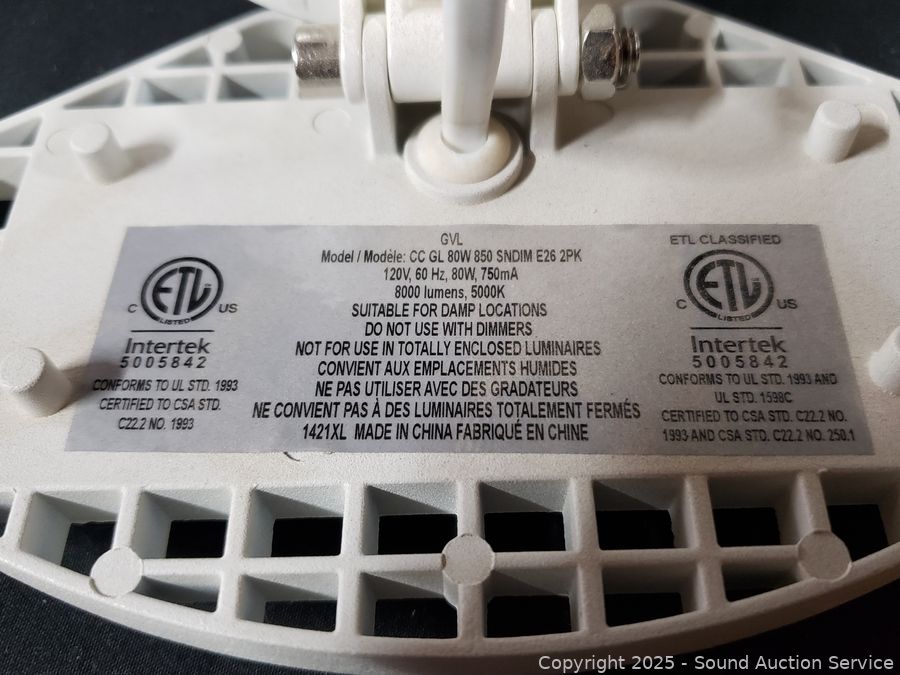 GVL
Model / Modèle: CC GL 80W 850 SNDIM E26 2PK
120V, 60 Hz, 80W, 750mA
8000 lumens, 5000K
SUITABLE FOR DAMP LOCATIONS
DO NOT USE WITH DIMMERS
NOT FOR USE IN TOTALLY ENCLOSED LUMINAIRES
CONVIENT AUX EMPLACEMENTS HUMIDES
NE PAS UTILISER AVEC DES GRADATEURS
NE CONVIENT PAS À DES LUMINAIRES TOTALEMENT FERMÉS
1421XL MADE IN CHINA FABRIQUÉ EN CHINE
ETL
C US
LISTED
Intertek
5005842
CONFORMS TO UL STD. 1993
CERTIFIED TO CSA STD.
C22.2 NO. 1993
ETL CLASSIFIED
ETL
C US
LISTED
Intertek
5005842
CONFORMS TO UL STD. 1993 AND
UL STD. 1598C
CERTIFIED TO CSA STD. C22.2 NO.
1993 AND CSA STD. C22.2 NO. 250.1
Copyright © 2025 - Sound Auction Service